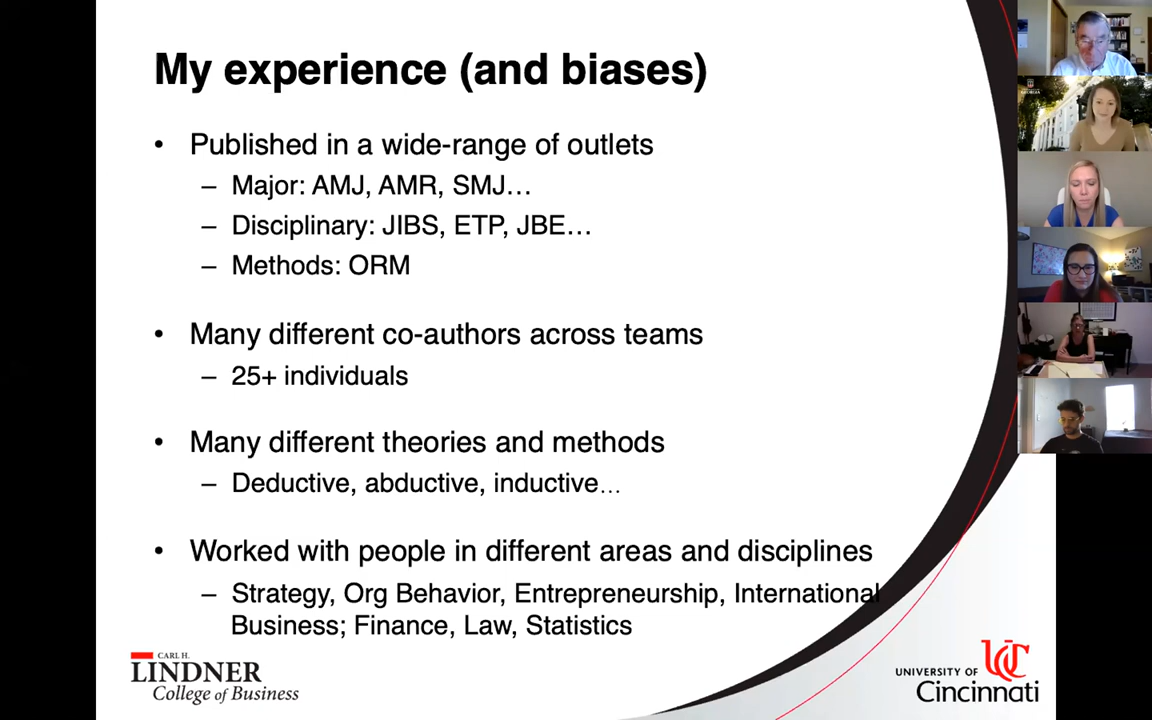 My experience (and biases)
• Published in a wide-range of outlets
– Major: AMJ, AMR, SMJ…
– Disciplinary: JIBS, ETP, JBE…
– Methods: ORM
• Many different co-authors across teams
– 25+ individuals
• Many different theories and methods
– Deductive, abductive, inductive…
• Worked with people in different areas and disciplines
– Strategy, Org Behavior, Entrepreneurship, International
Business; Finance, Law, Statistics
CARL H.
LINDNER
College of Business
UC
UNIVERSITY OF
Cincinnati